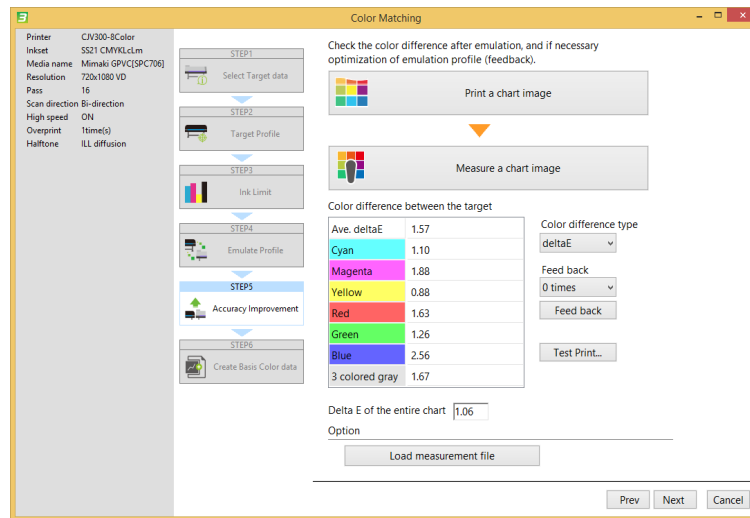 3
Color Matching
Printer CJV300-8Color
Inkset SS21 CMYKLcLm
Media name Mimaki GPVC[SPC706]
Resolution 720x1080 VD
Pass 16
Scan direction Bi-direction
High speed ON
Overprint 1time(s)
Halftone ILL diffusion
STEP1
Select Target data
STEP2
Target Profile
STEP3
Ink Limit
STEP4
Emulate Profile
STEP5
Accuracy Improvement
STEP6
Create Basis Color data
Check the color difference after emulation, and if necessary
optimization of emulation profile (feedback).
Print a chart image
Measure a chart image
Color difference between the target
Ave. deltaE 1.57
Cyan 1.10
Magenta 1.88
Yellow 0.88
Red 1.63
Green 1.26
Blue 2.56
3 colored gray 1.67
Color difference type
deltaE
Feed back
0 times
Feed back
Test Print...
Delta E of the entire chart 1.06
Option
Load measurement file
Prev Next Cancel